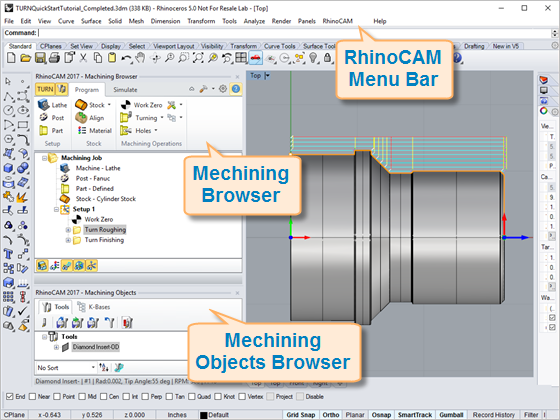 TURNQuickStartTutorial_Completed.3dm (338 KB) - Rhinoceros 5.0 Not For Resale Lab - [Top]
File Edit View Curve Surface Solid Mesh Dimension Transform Tools Analyze Render Panels RhinoCAM Help
Command:
Standard CPlanes Set View Display Select Viewport Layout Visibility Transform Curve Tools Surface Tools Solid Tools
Drafting New in V5
RhinoCAM 2017 - Machining Browser
TURN Program Simulate
Lathe Stock Work Zero
Post Align Turning
Part Material Holes
Setup Stock Machining Operations
Machining Job
Machine - Lathe
Post - Fanuc
Part - Defined
Stock - Cylinder Stock
Setup 1
Work Zero
Turn Roughing
Turn Finishing
RhinoCAM 2017 - Machining Objects
Tools K-Bases
Tools
Diamond Insert-OD
No Sort
Diamond Insert- | #1 | Rad:0.002, Tip Angle:55 deg | RPM:
Top
RhinoCAM
Menu Bar
Mechining
Browser
Mechining
Objects Browser
Top Top
End Near Point Mid Cen Int Perp Tan Quad Knot Vertex Project Disable
CPlane x -0.643 y 0.526 z 0.000 Inches Default Grid Snap Ortho Planar Osnap SmartTrack Gumball Record History Filter